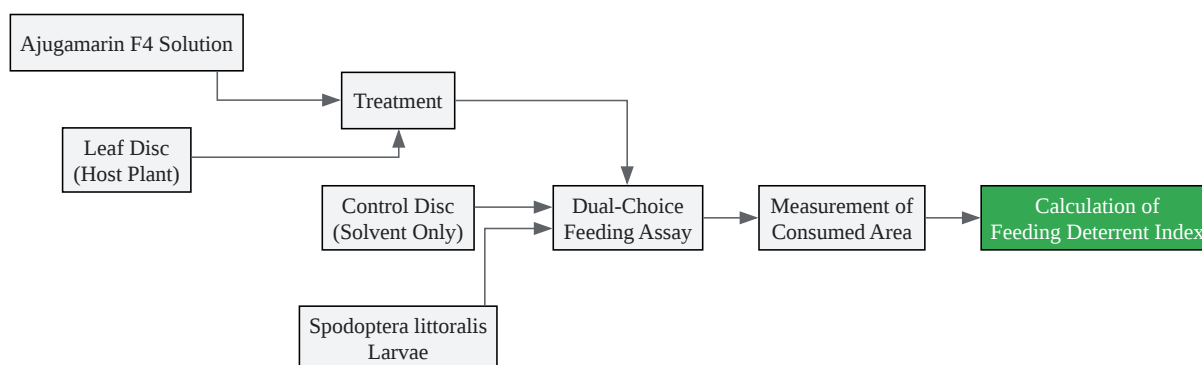 Ajugamarin F4 Solution
Treatment
Leaf Disc
(Host Plant)
Control Disc
(Solvent Only)
Dual-Choice
Feeding Assay
Measurement of
Consumed Area
Calculation of
Feeding Deterrent Index
Spodoptera littoralis
Larvae